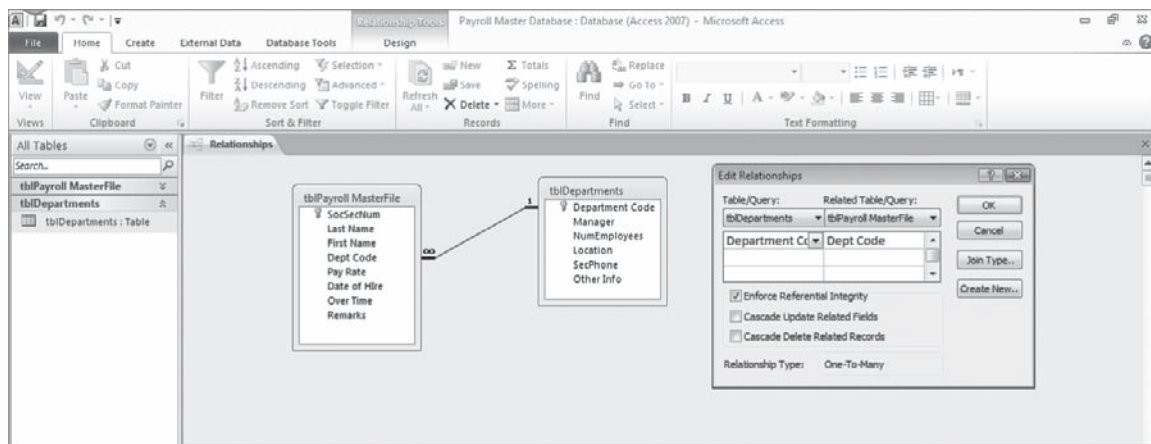 A
Relationship Tools
Payroll Master Database : Database (Access 2007) - Microsoft Access
File
Home
Create
External Data
Database Tools
Design
View
Views
Paste
Cut
Copy
Format Painter
Clipboard
Filter
Ascending
Descending
Remove Sort
Selection
Advanced
Toggle Filter
Sort & Filter
Refresh All
New
Save
Delete
Σ Totals
Spelling
More
Records
Find
Replace
Go To
Select
Find
B I U A
Text Formatting
All Tables
Search..
tblPayroll MasterFile
tblDepartments
tblDepartments : Table
Relationships
tblPayroll MasterFile
SocSecNum
Last Name
First Name
Dept Code
Pay Rate
Date of Hire
Over Time
Remarks
∞
1
tblDepartments
Department Code
Manager
NumEmployees
Location
SecPhone
Other Info
Edit Relationships
Table/Query:
Related Table/Query:
tblDepartments
tblPayroll MasterFile
Department Cc
Dept Code
Enforce Referential Integrity
Cascade Update Related Fields
Cascade Delete Related Records
Relationship Type:
One-To-Many
OK
Cancel
Join Type..
Create New..